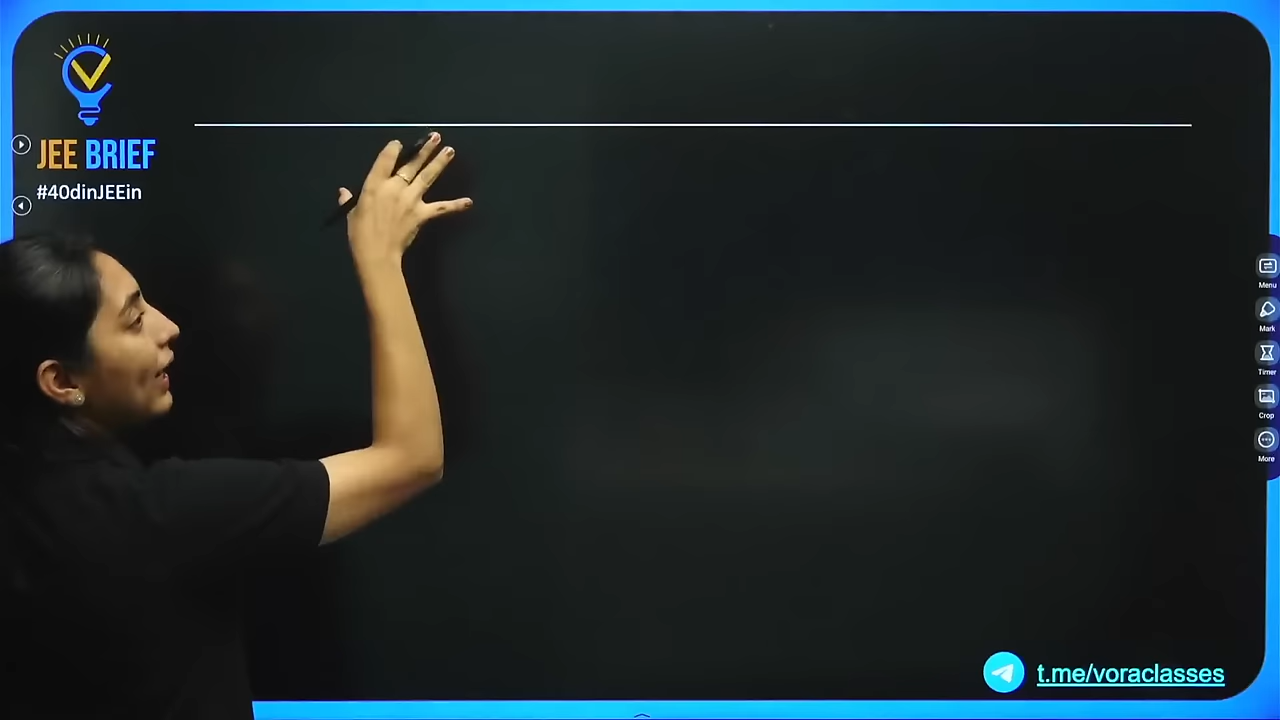 JEE BRIEF
#40dinJEEin
Menu
Mark
Timer
Crop
More
t.me/voraclasses